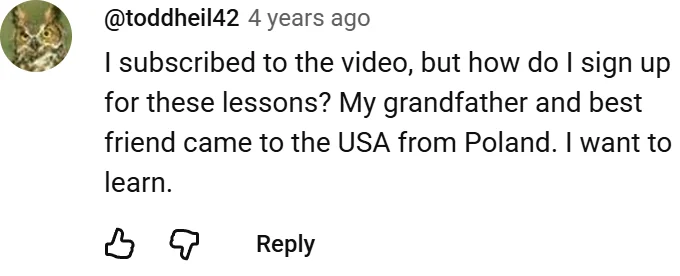 @toddheil42 4 years ago
I subscribed to the video, but how do I sign up
for these lessons? My grandfather and best
friend came to the USA from Poland. I want to
learn.
Reply